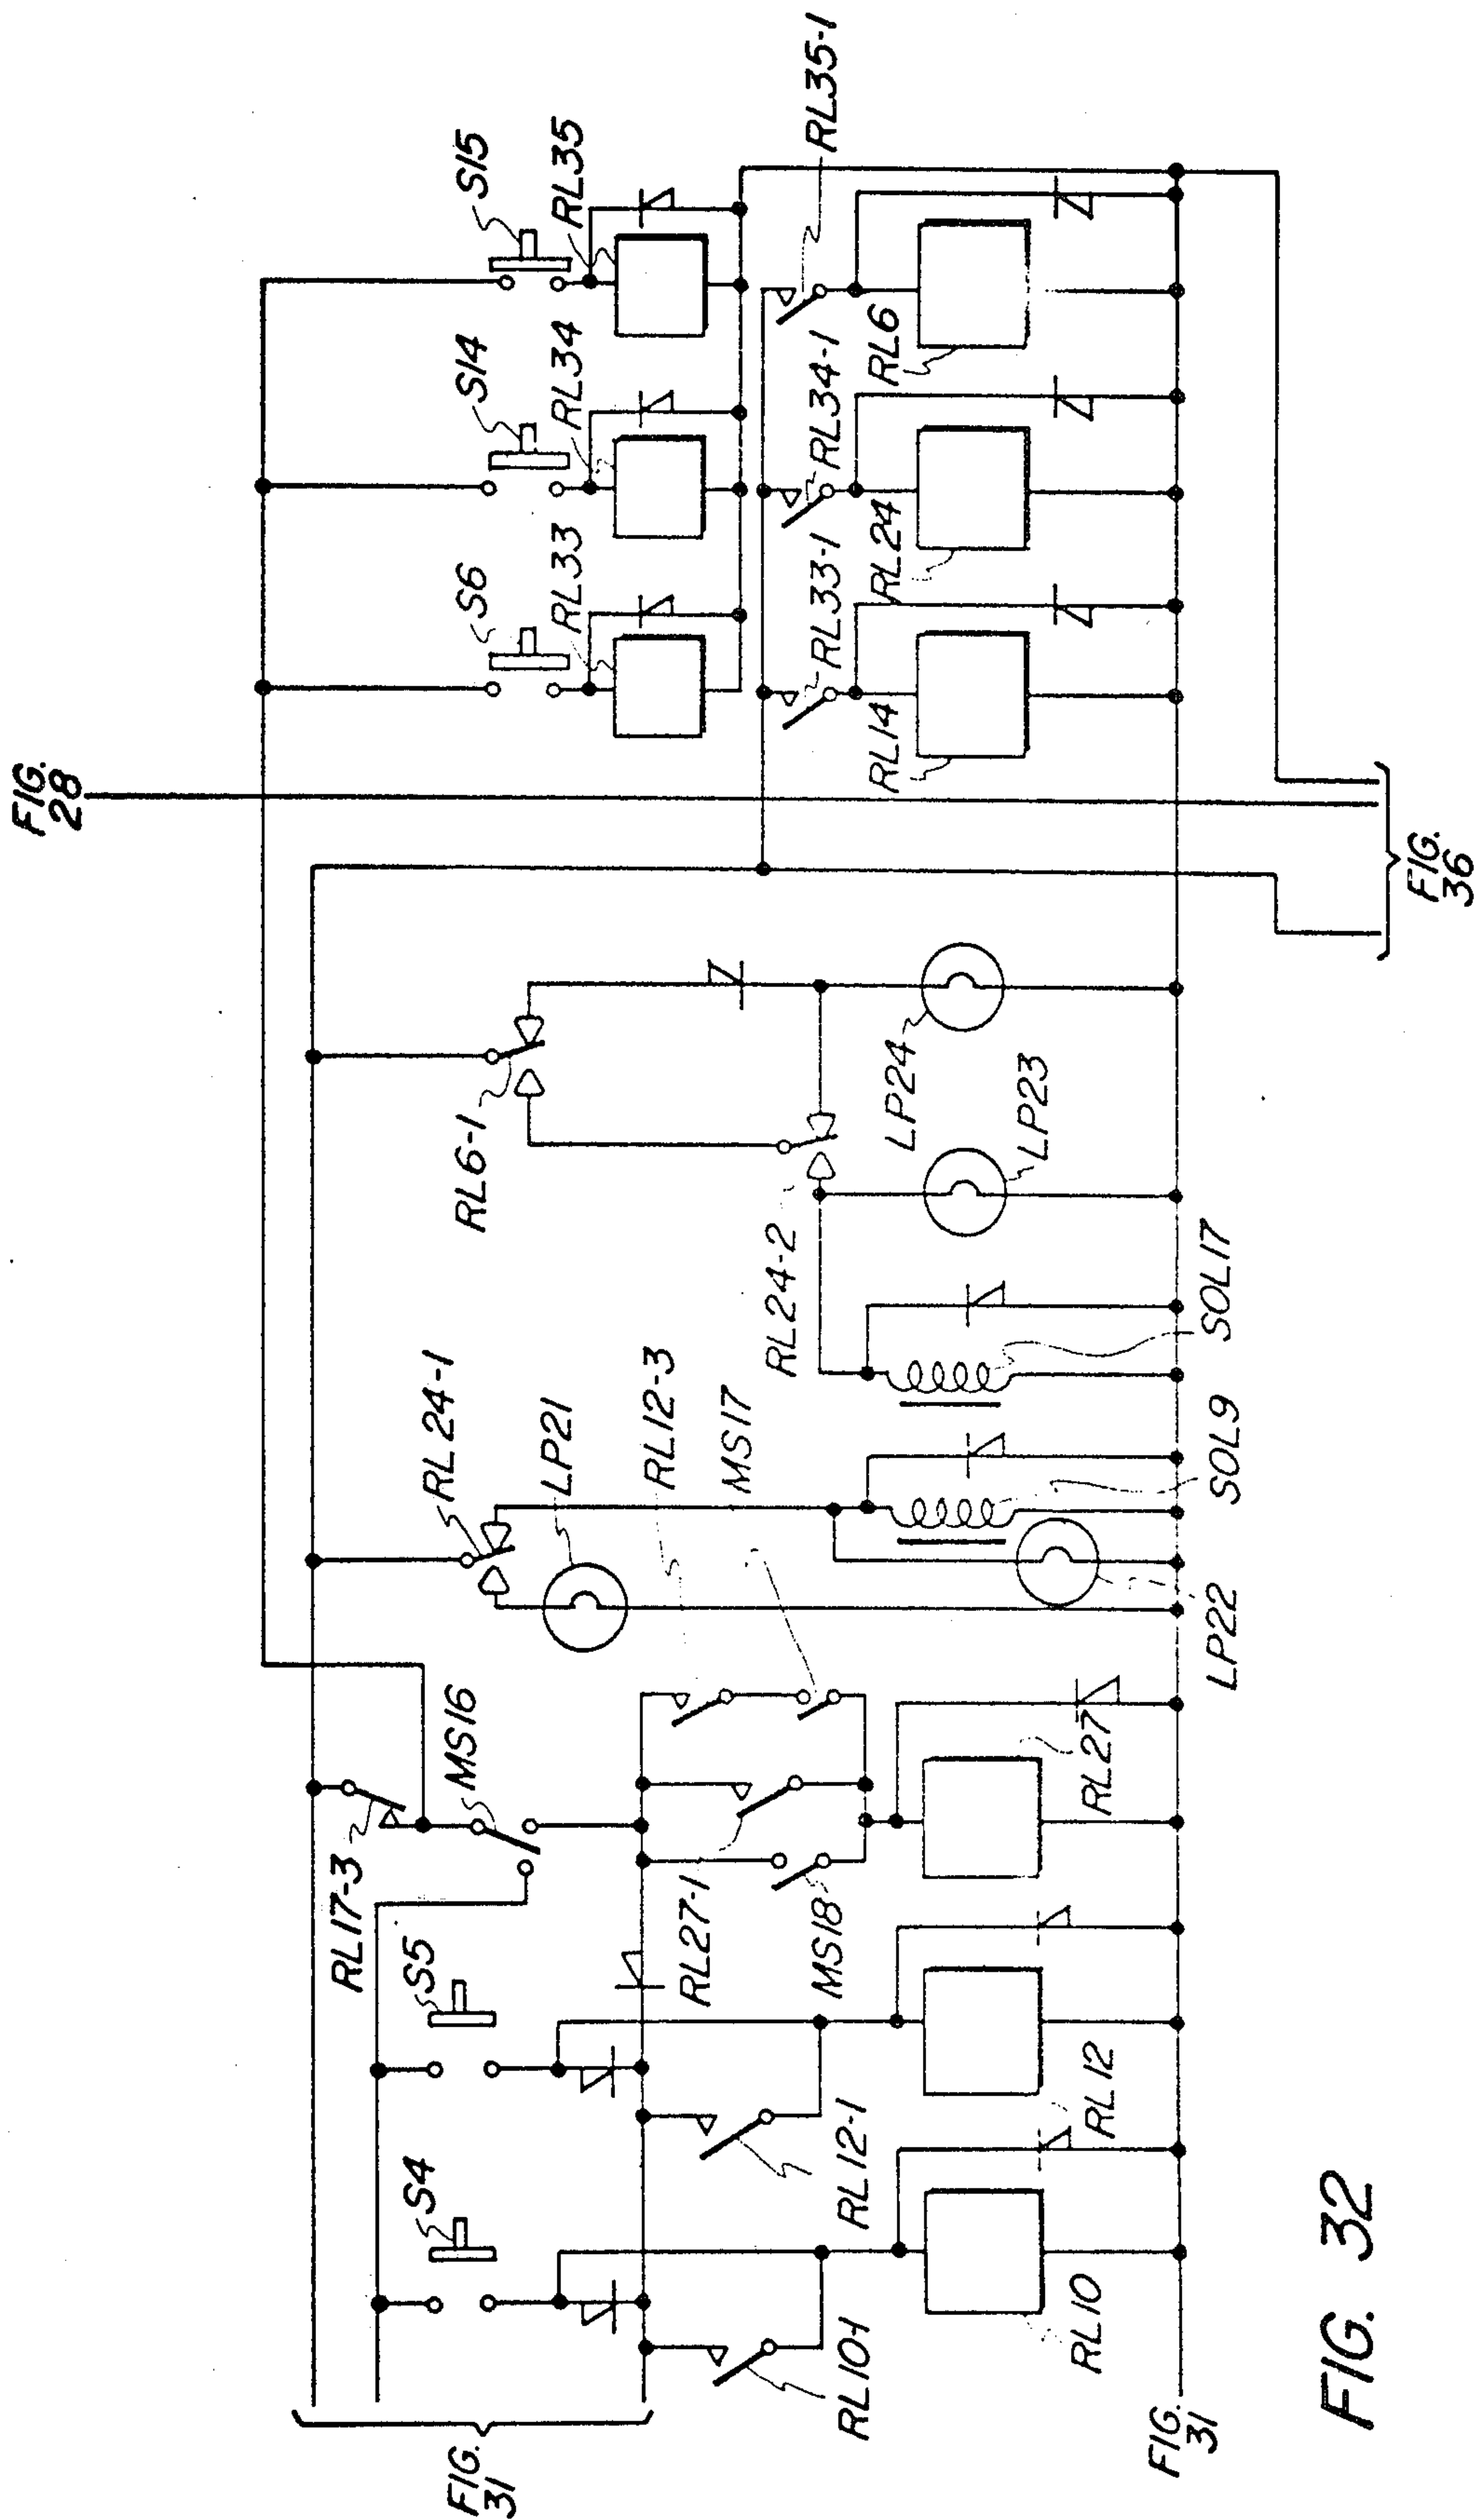 FIG.
28
S6
S14
S15
RL33
RL34
RL35
RL17-3
MS16
RL24-1
RL6-1
S4
S5
LP21
RL12-3
MS17
RL24-2
RL33-1
RL34-1
RL35-1
RL27-1
MS18
LP24
LP23
RL14
RL24
RL6
RL10-1
RL12-1
RL10
RL12
RL27
LP22
SOL9
SOL17
FIG.
31
FIG.
31
FIG.
36
FIG. 32